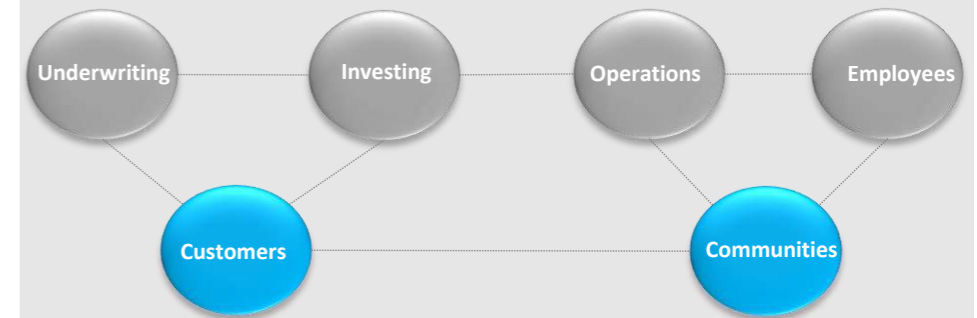 Underwriting
Investing
Operations
Employees
Customers
Communities